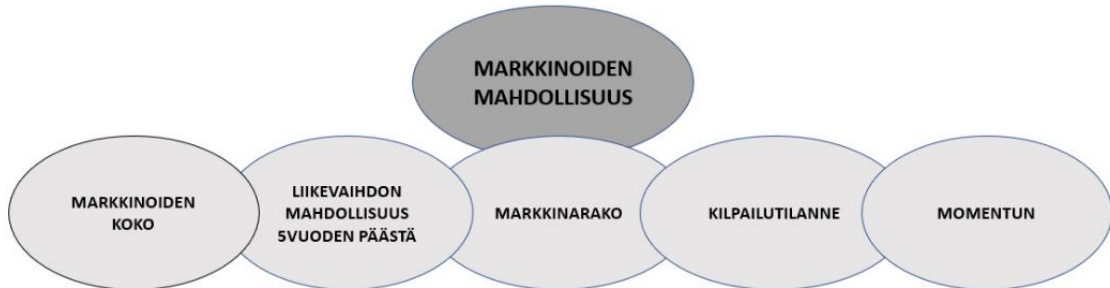 MARKKINOIDEN
MAHDOLLISUUS
MARKKINOIDEN
KOKO
LIIKEVAIHDON
MAHDOLLISUUS
5VUODEN PÄÄSTÄ
MARKKINARAKO
KILPAILUTILANNE
MOMENTUN